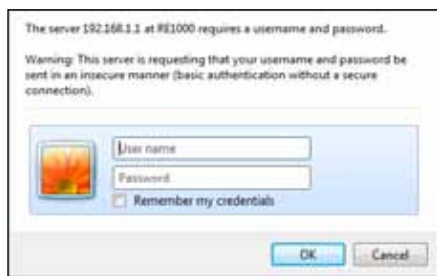 The server 192.168.1.1 at RE1000 requires a username and password.
Warning: This server is requesting that your username and password be
sent in an insecure manner (basic authentication without a secure
connection).
User name
Password
Remember my credentials
OK
Cancel